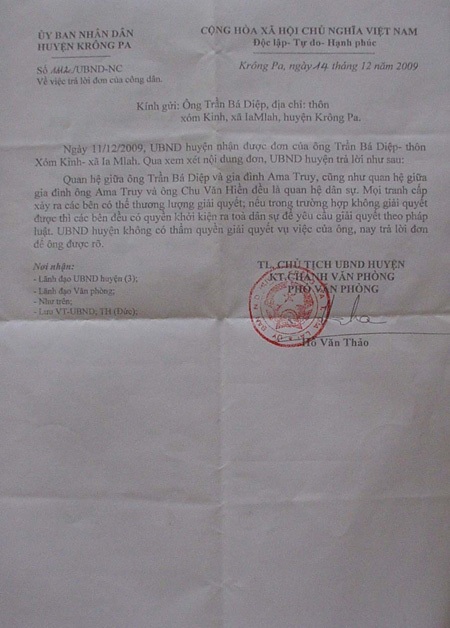 ỦY BAN NHÂN DÂN
HUYỆN KRÔNG PA
CỘNG HÒA XÃ HỘI CHỦ NGHĨA VIỆT NAM
Độc lập- Tự do- Hạnh phúc
Số /UBND-NC
Về việc trả lời đơn của công dân.
Krông Pa, ngày 14 tháng 12 năm 2009
Kính gửi: Ông Trần Bá Diệp, địa chỉ: thôn
xóm Kinh, xã IaMlah, huyện Krông Pa.
Ngày 11/12/2009, UBND huyện nhận được đơn của ông Trần Bá Diệp- thôn
Xóm Kinh- xã Ia Mlah. Qua xem xét nội dung đơn, UBND huyện trả lời như sau:
Quan hệ giữa ông Trần Bá Diệp và gia đình Ama Truy, cũng như quan hệ giữa
gia đình ông Ama Truy và ông Chu Văn Hiền đều là quan hệ dân sự. Mọi tranh cấp
xảy ra các bên có thể thương lượng giải quyết; nếu trong trường hợp không giải quyết
được thì các bên đều có quyền khởi kiện ra toà dân sự để yêu cầu giải quyết theo pháp
luật. UBND huyện không có thẩm quyền giải quyết vụ việc của ông, nay trả lời đơn
để ông được rõ.
Nơi nhận:
- Lãnh đạo UBND huyện (3);
- Lãnh đạo Văn phòng;
- Như trên;
- Lưu VT-UBND; TH (Đức);
TL. CHỦ TỊCH UBND HUYỆN
KT.CHÁNH VĂN PHÒNG
PHÓ VĂN PHÒNG
Hồ Văn Thảo